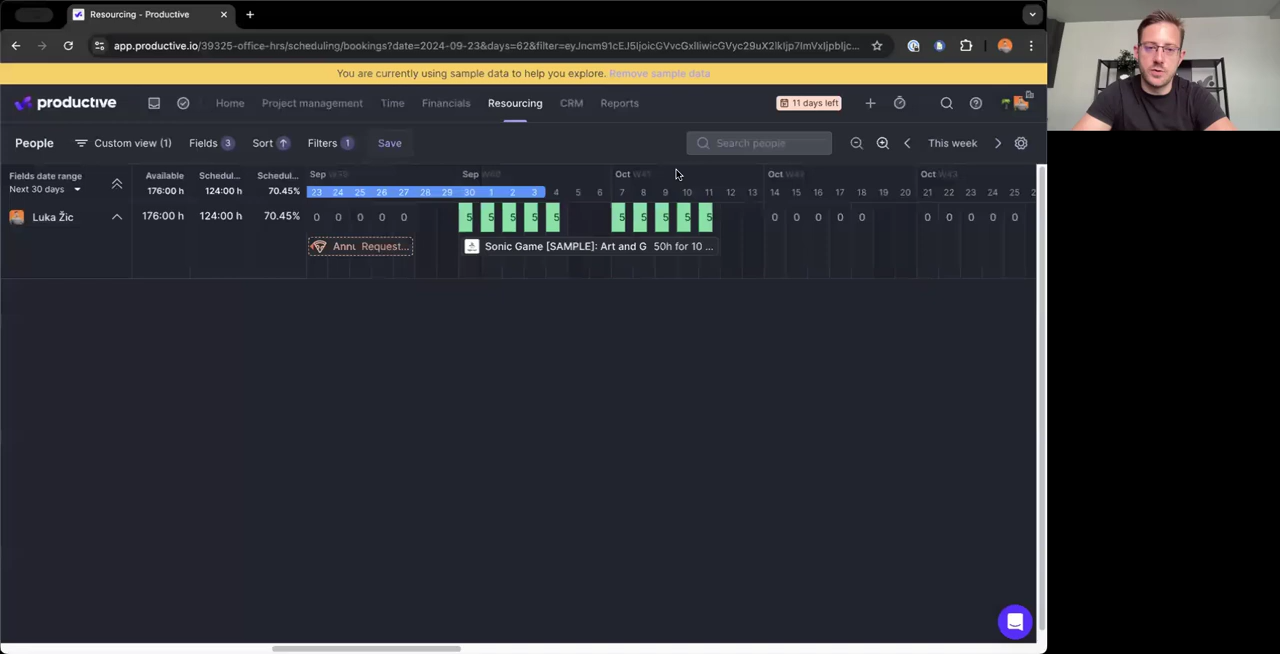 Resourcing - Productive
app.productive.io/39325-office-hrs/scheduling/bookings?date=2024-09-23&days=62&filter=
You are currently using sample data to help you explore. Remove sample data
productive Home Project management Time Financials Resourcing CRM Reports 11 days left
People Custom view (1) Fields 3 Sort Filters 1 Save Search people This week
Fields date range Available Schedul... Schedul... Sep Sep Oct Oct Oct
Next 30 days 176:00 h 124:00 h 70.45% 23 24 25 26 27 28 29 30 1 2 3 4 5 6 7 8 9 10 11 12 13 14 15 16 17 18 19 20 21 22 23 24 25
Luka Žic 176:00 h 124:00 h 70.45% 0 0 0 0 0 5 5 5 5 5 5 5 5 5 5 0 0 0 0 0 0 0 0 0 0
Request... Sonic Game [SAMPLE]: Art and G 50h for 10 ...